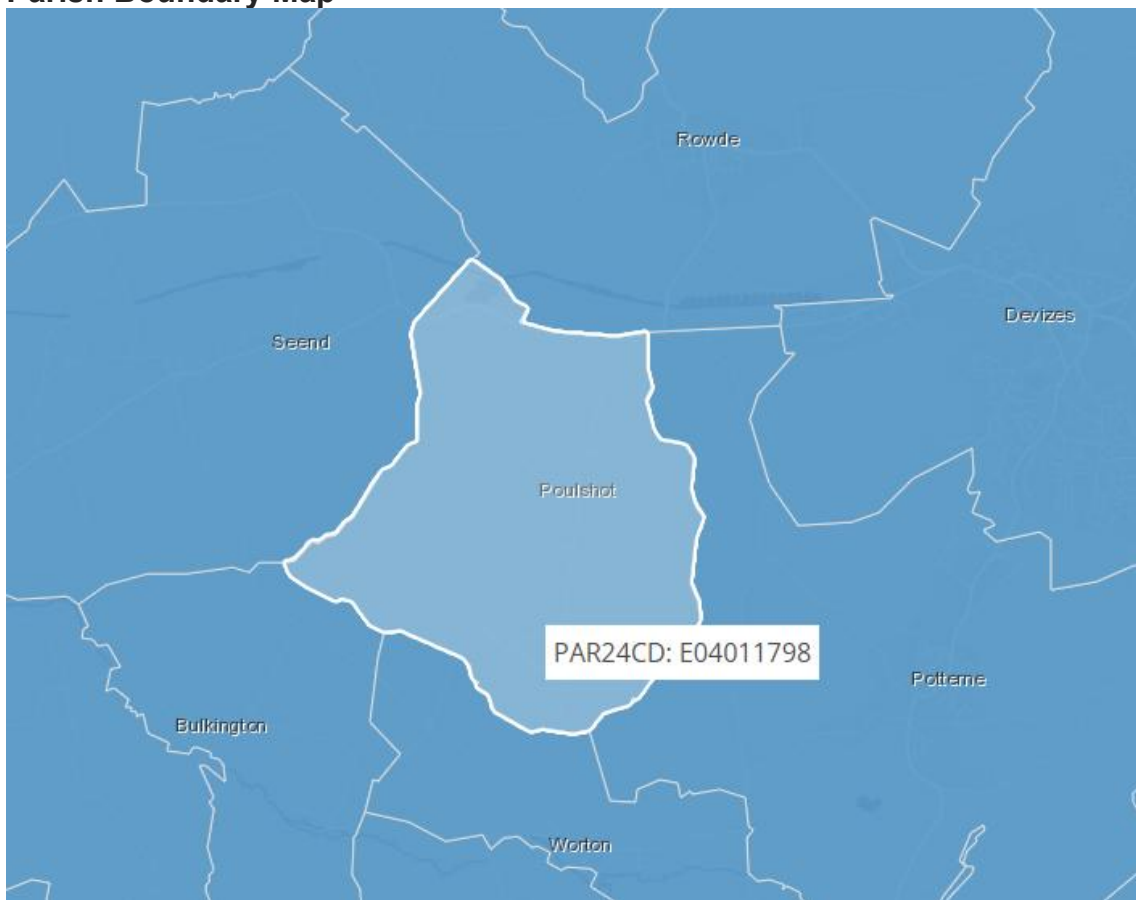 Parish Boundary Map
Rowde
Devizes
Seend
Poulshot
PAR24CD: E04011798
Potterne
Bulkington
Worton